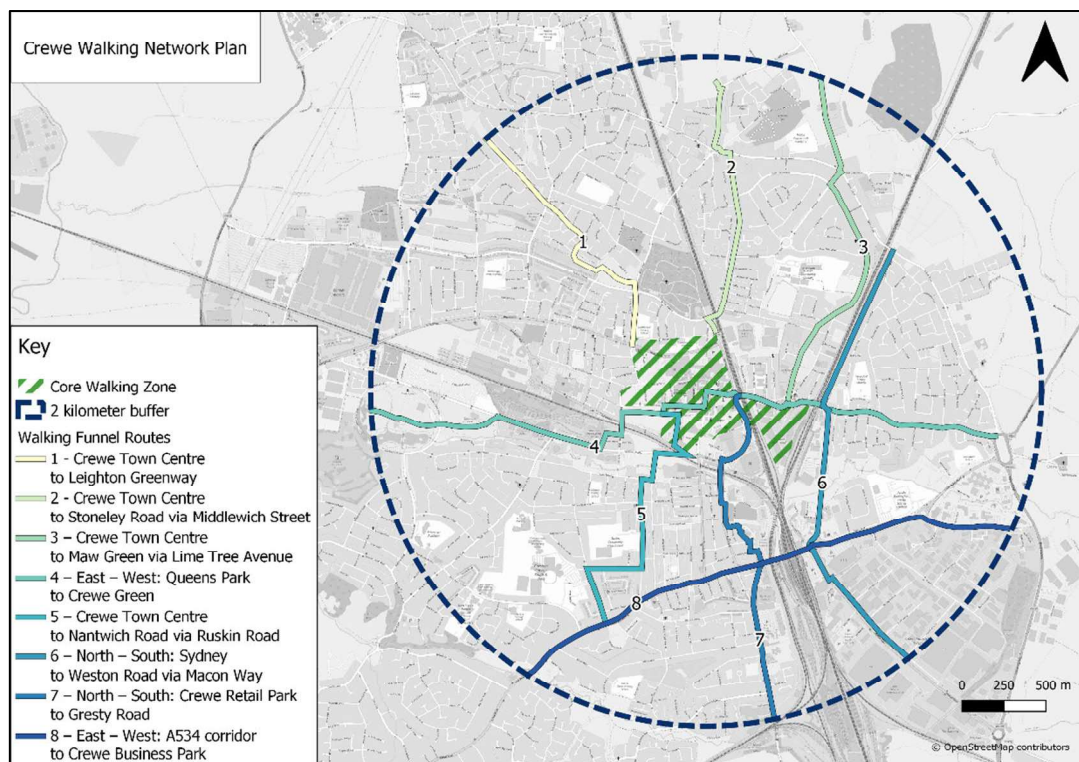 Crewe Walking Network Plan
Key
Core Walking Zone
2 kilometer buffer
Walking Funnel Routes
1 - Crewe Town Centre
to Leighton Greenway
2 - Crewe Town Centre
to Stoneley Road via Middlewich Street
3 - Crewe Town Centre
to Maw Green via Lime Tree Avenue
4 – East – West: Queens Park
to Crewe Green
5 – Crewe Town Centre
to Nantwich Road via Ruskin Road
6 – North – South: Sydney
to Weston Road via Macon Way
7 – North – South: Crewe Retail Park
to Gresty Road
8 – East – West: A534 corridor
to Crewe Business Park
1
2
3
4
5
6
7
8
0 250 500 m
© OpenStreetMap contributors